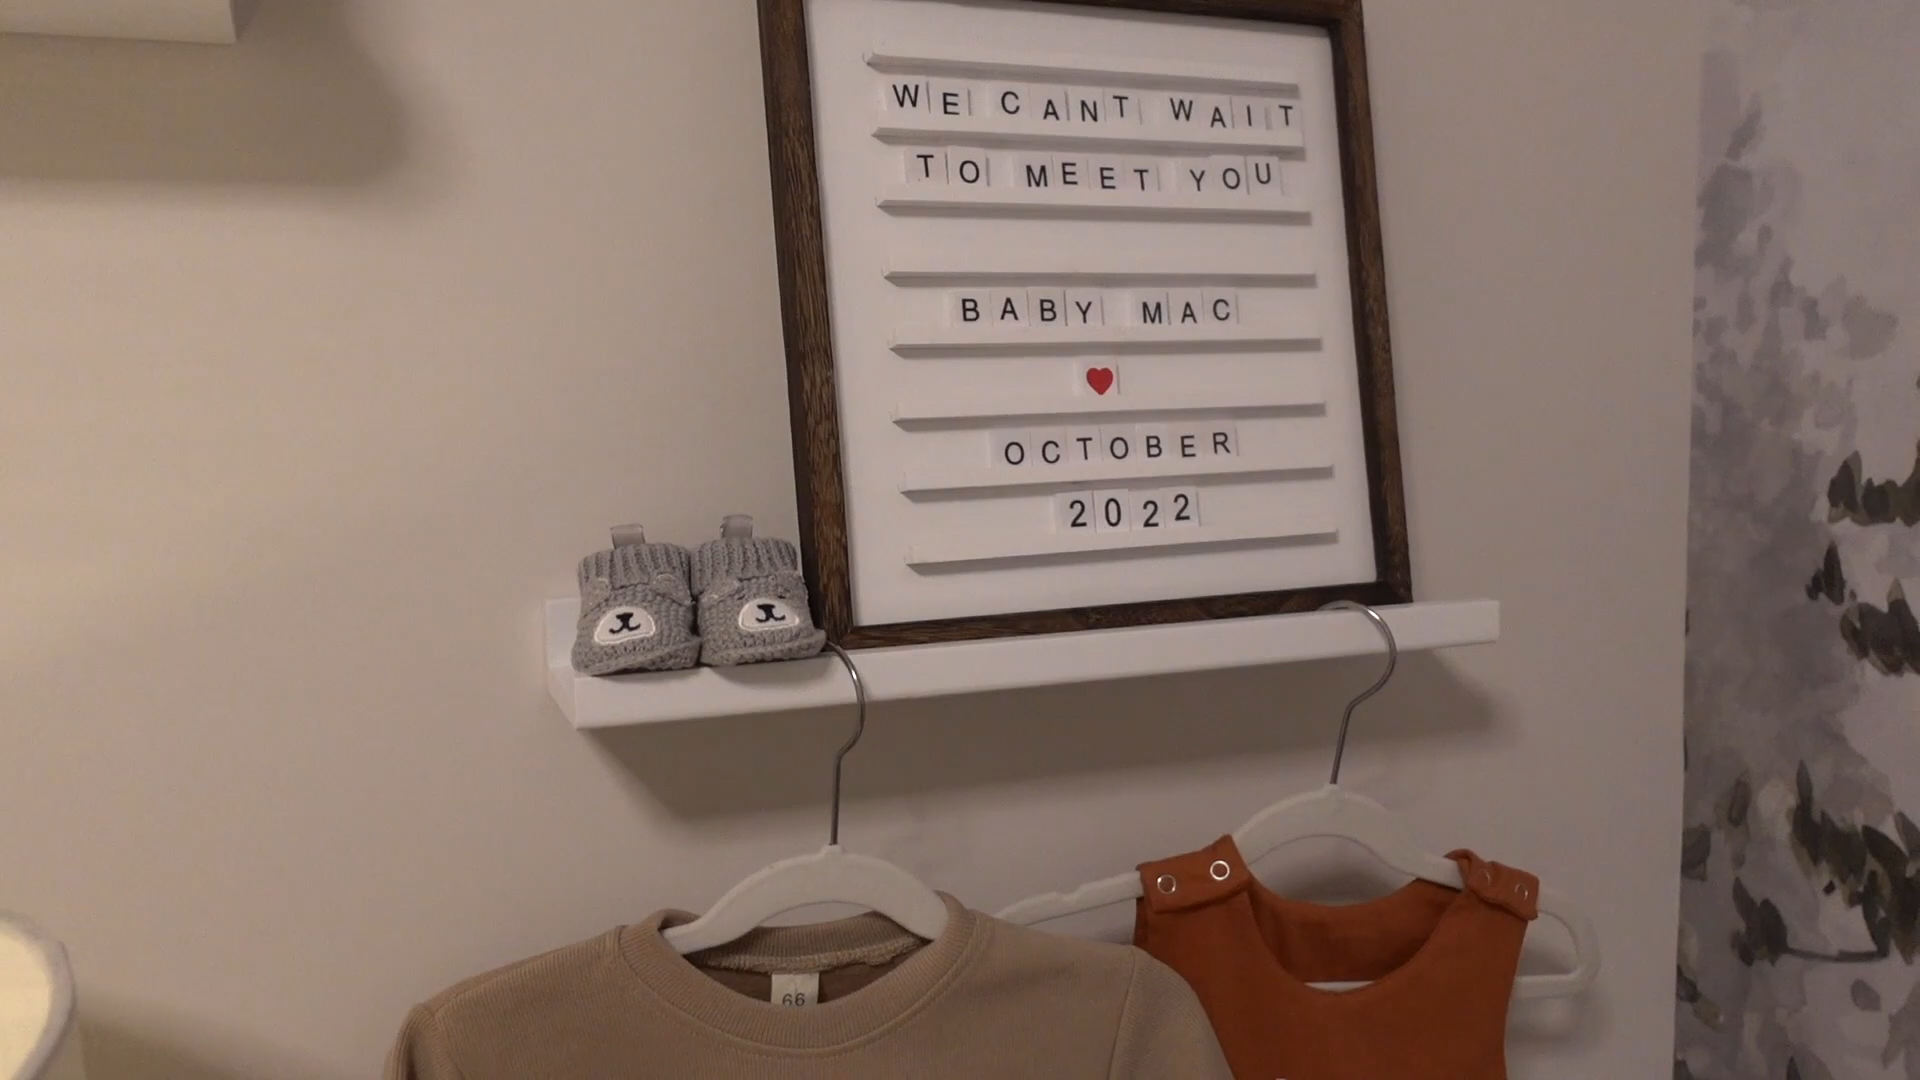 WE CANT WAIT
TO MEET YOU
BABY MAC
OCTOBER
2022
66